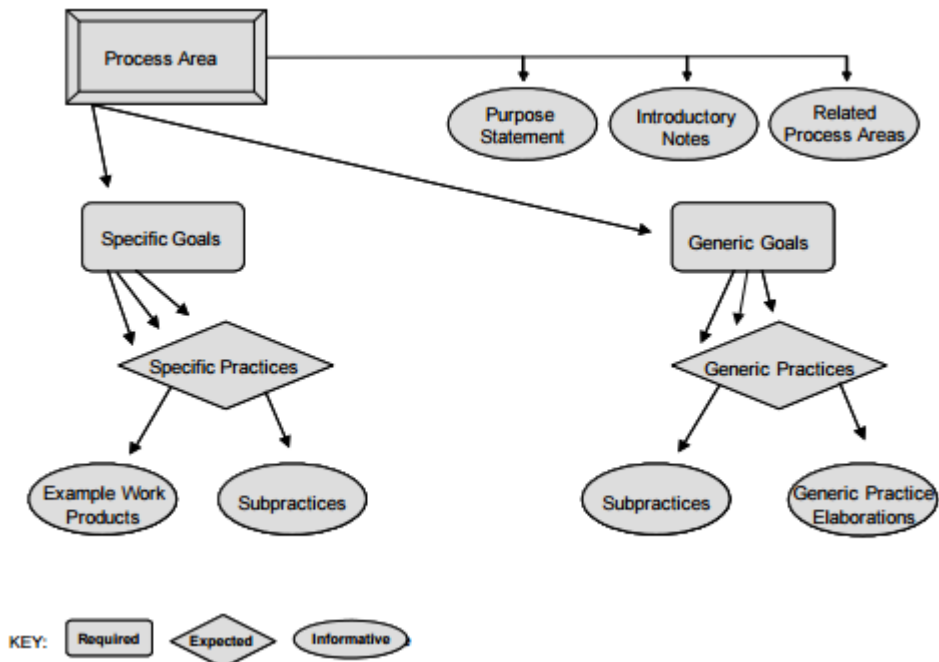 Process Area
Purpose
Statement
Introductory
Notes
Related
Process Areas
Specific Goals
Generic Goals
Specific Practices
Generic Practices
Example Work
Products
Subpractices
Subpractices
Generic Practice
Elaborations
KEY:
Required
Expected
Informative